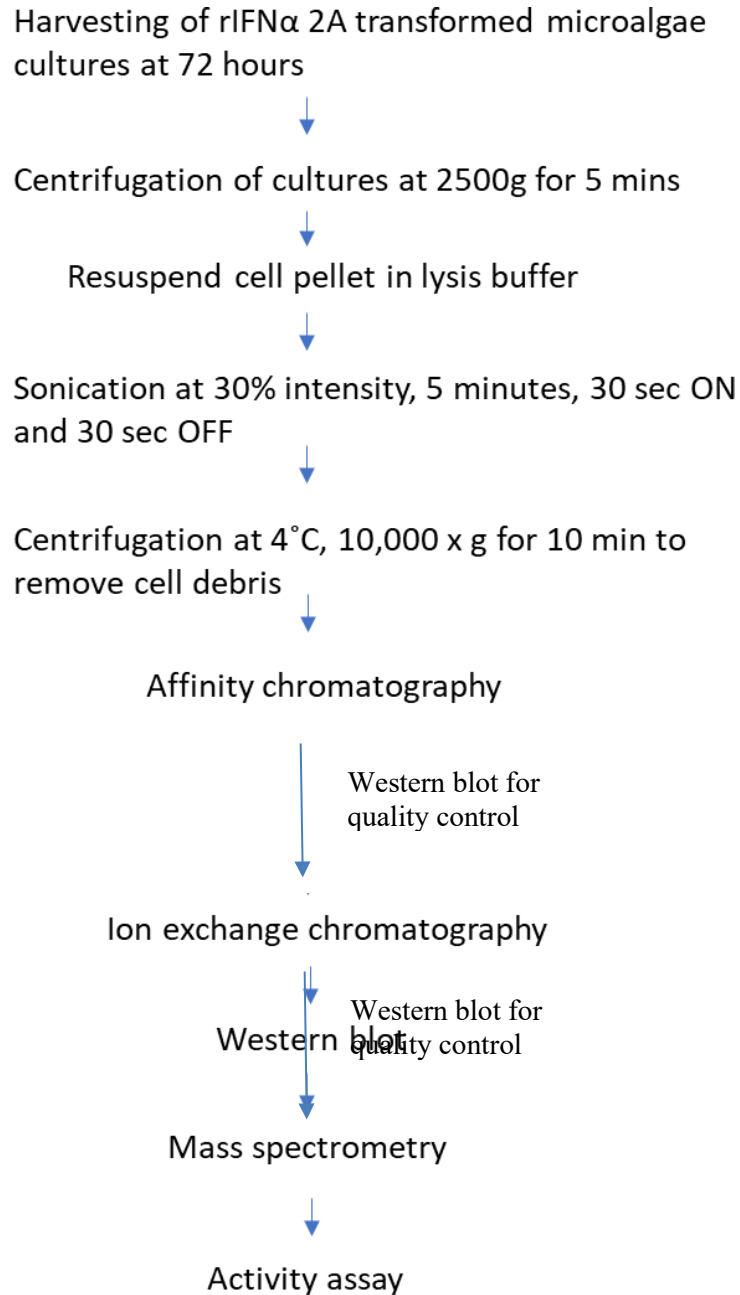 Harvesting of rIFNα 2A transformed microalgae
cultures at 72 hours
Centrifugation of cultures at 2500g for 5 mins
Resuspend cell pellet in lysis buffer
Sonication at 30% intensity, 5 minutes, 30 sec ON
and 30 sec OFF
Centrifugation at 4˚C, 10,000 x g for 10 min to
remove cell debris
Affinity chromatography
Western blot for
quality control
Ion exchange chromatography
Western blot for
quality control
Western blot
Mass spectrometry
Activity assay